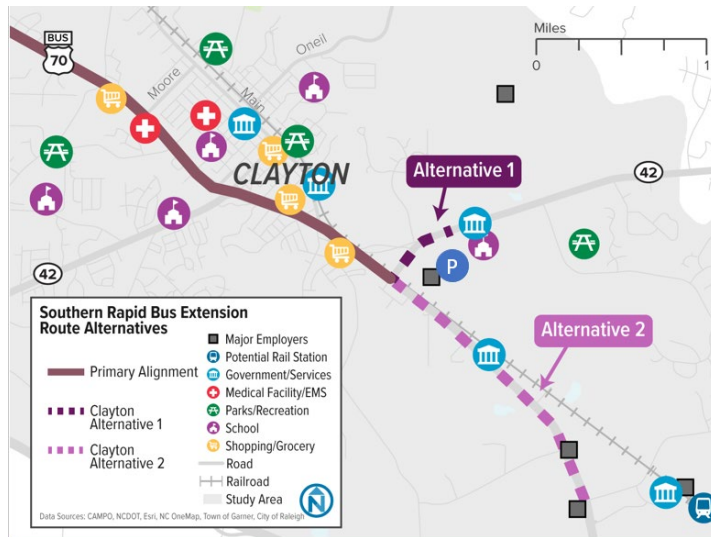 BUS
70
Miles
0
1
Oneil
Moore
Main
CLAYTON
Alternative 1
42
P
42
Alternative 2
Southern Rapid Bus Extension
Route Alternatives
Primary Alignment
Clayton
Alternative 1
Clayton
Alternative 2
Major Employers
Potential Rail Station
Government/Services
Medical Facility/EMS
Parks/Recreation
School
Shopping/Grocery
Road
Railroad
Study Area
N
Data Sources: CAMPO, NCDOT, Esri, NC OneMap, Town of Garner, City of Raleigh